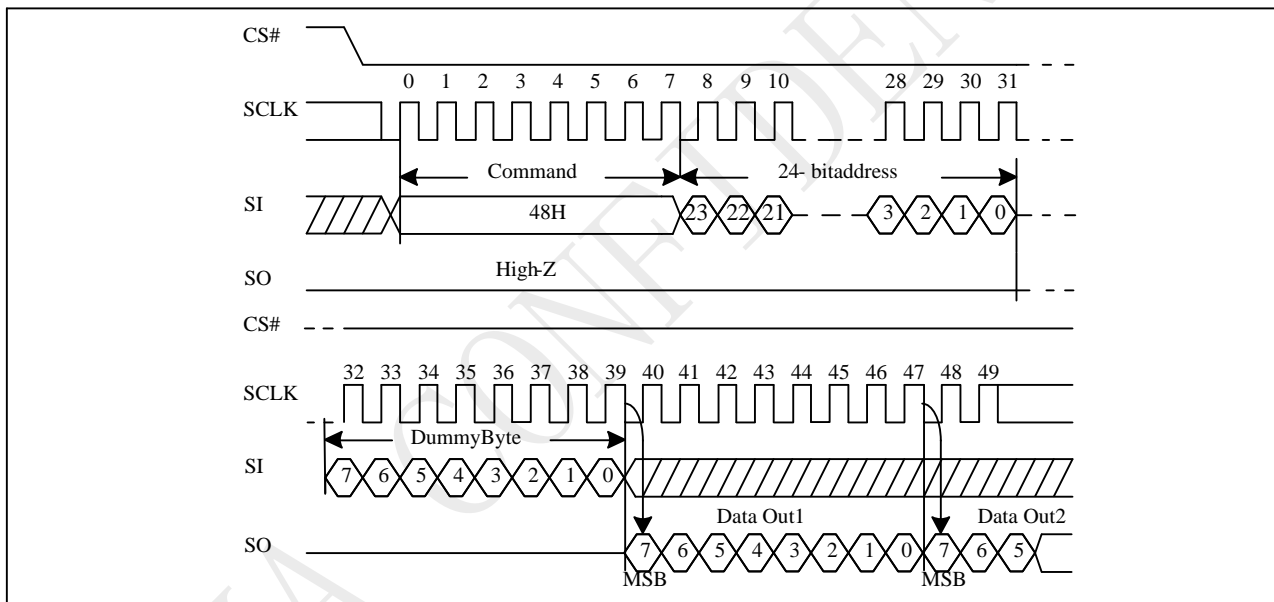 CS#
0 1 2 3 4 5 6 7 8 9 10 28 29 30 31
SCLK
Command 24- bitaddress
SI 48H 23 22 21 3 2 1 0
High-Z
SO
CS#
32 33 34 35 36 37 38 39 40 41 42 43 44 45 46 47 48 49
SCLK
DummyByte
SI 7 6 5 4 3 2 1 0
Data Out1 Data Out2
SO 7 6 5 4 3 2 1 0 7 6 5
MSB MSB